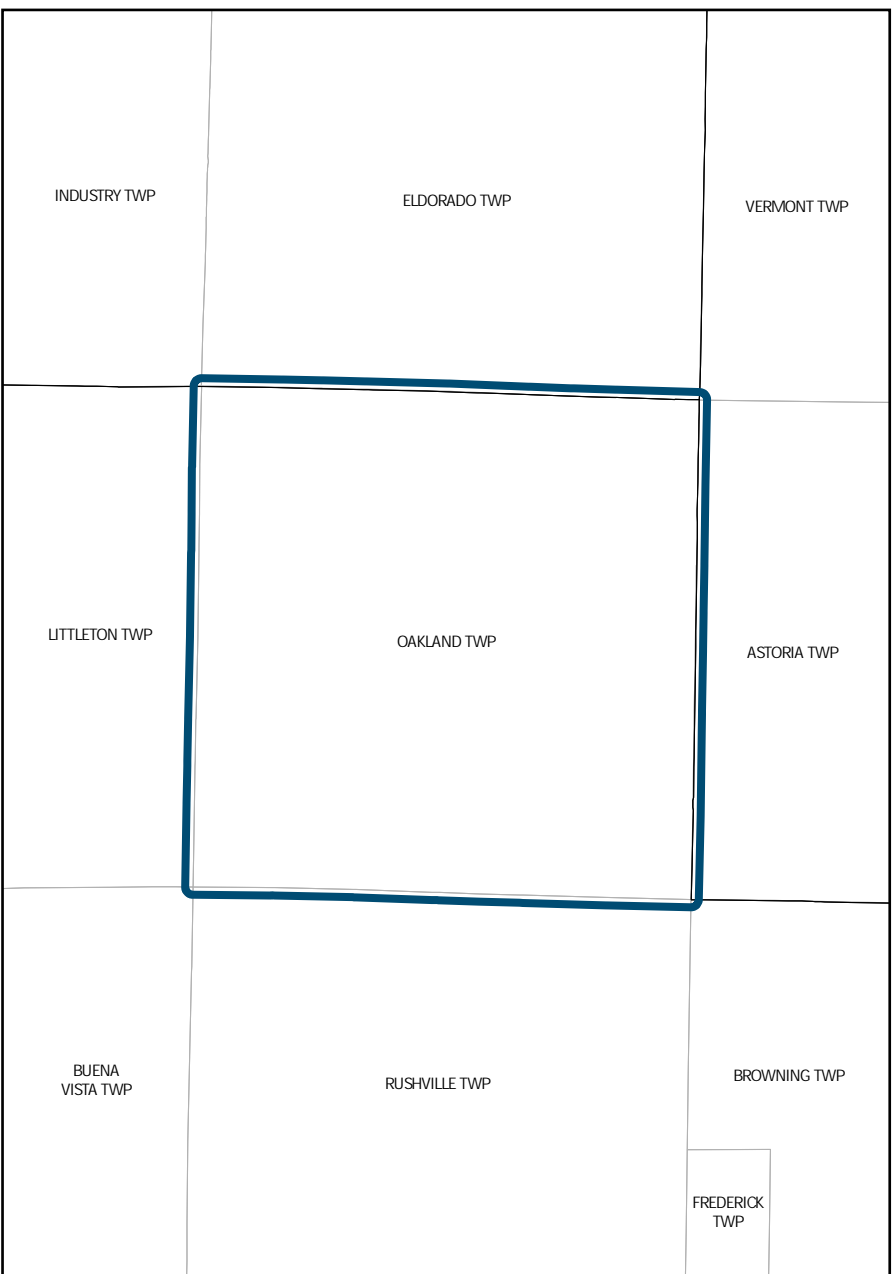 INDUSTRY TWP
ELDORADO TWP
VERMONT TWP
LITTLETON TWP
OAKLAND TWP
ASTORIA TWP
BUENA
VISTA TWP
RUSHVILLE TWP
BROWNING TWP
FREDERICK
TWP